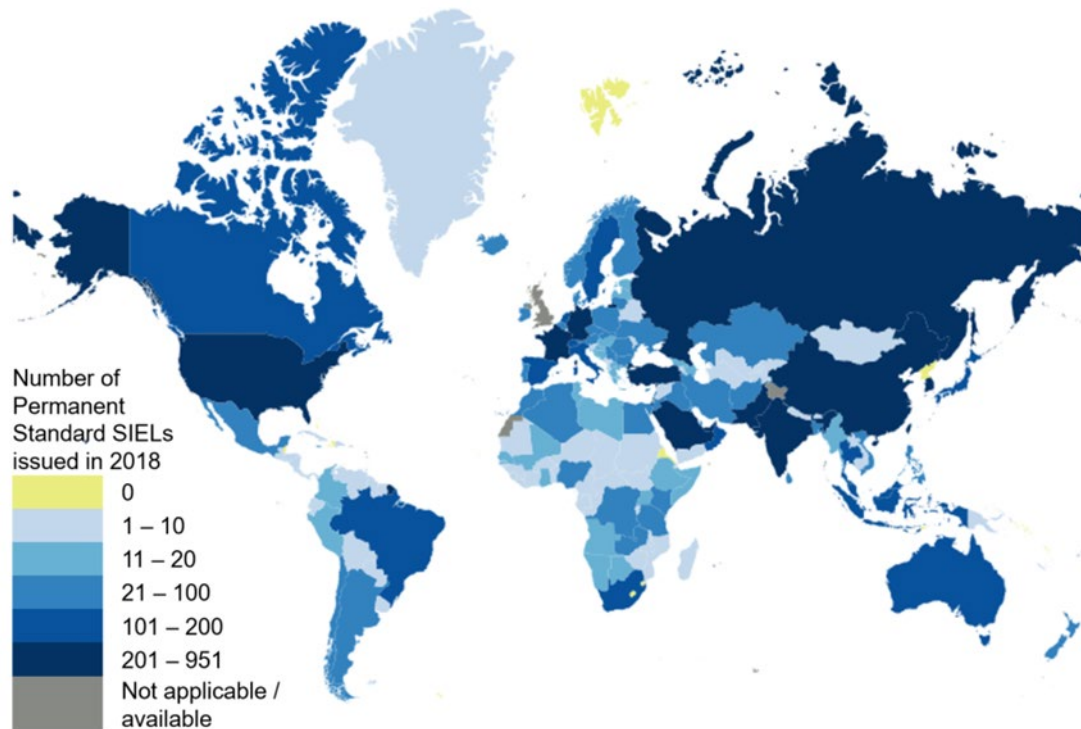 Number of
Permanent
Standard SIELs
issued in 2018
0
1 – 10
11 – 20
21 – 100
101 – 200
201 – 951
Not applicable /
available